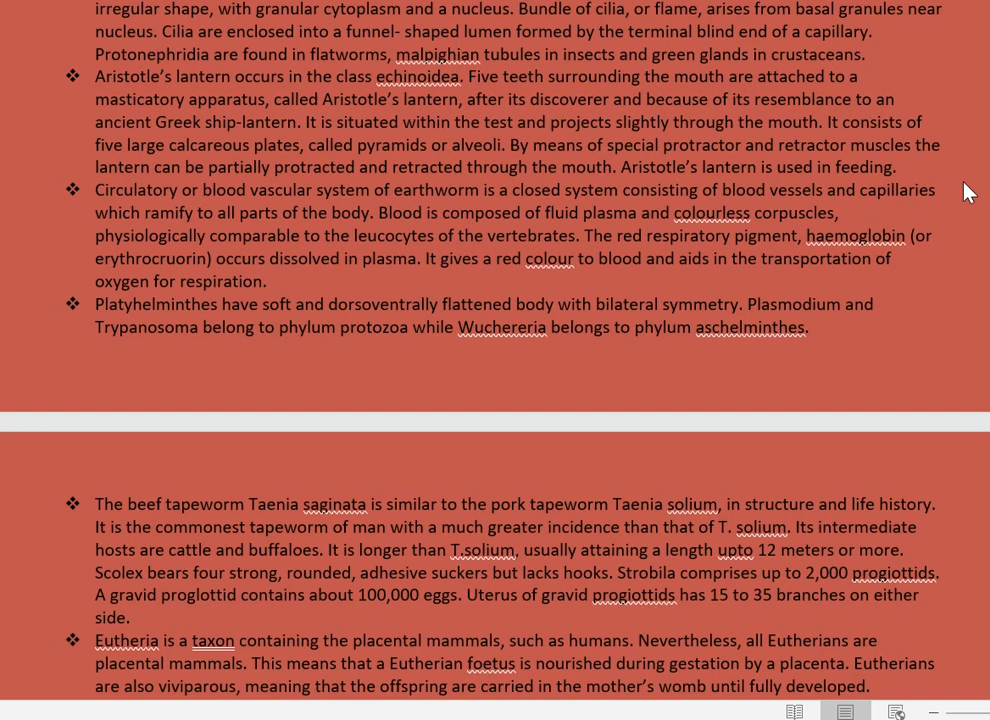 irregular shape, with granular cytoplasm and a nucleus. Bundle of cilia, or flame, arises from basal granules near
nucleus. Cilia are enclosed into a funnel- shaped lumen formed by the terminal blind end of a capillary.
Protonephridia are found in flatworms, malpighian tubules in insects and green glands in crustaceans.
❖ Aristotle’s lantern occurs in the class echinoidea. Five teeth surrounding the mouth are attached to a
masticatory apparatus, called Aristotle’s lantern, after its discoverer and because of its resemblance to an
ancient Greek ship-lantern. It is situated within the test and projects slightly through the mouth. It consists of
five large calcareous plates, called pyramids or alveoli. By means of special protractor and retractor muscles the
lantern can be partially protracted and retracted through the mouth. Aristotle’s lantern is used in feeding.
❖ Circulatory or blood vascular system of earthworm is a closed system consisting of blood vessels and capillaries
which ramify to all parts of the body. Blood is composed of fluid plasma and colourless corpuscles,
physiologically comparable to the leucocytes of the vertebrates. The red respiratory pigment, haemoglobin (or
erythrocruorin) occurs dissolved in plasma. It gives a red colour to blood and aids in the transportation of
oxygen for respiration.
❖ Platyhelminthes have soft and dorsoventrally flattened body with bilateral symmetry. Plasmodium and
Trypanosoma belong to phylum protozoa while Wuchereria belongs to phylum aschelminthes.
❖ The beef tapeworm Taenia saginata is similar to the pork tapeworm Taenia solium, in structure and life history.
It is the commonest tapeworm of man with a much greater incidence than that of T. solium. Its intermediate
hosts are cattle and buffaloes. It is longer than T.solium, usually attaining a length upto 12 meters or more.
Scolex bears four strong, rounded, adhesive suckers but lacks hooks. Strobila comprises up to 2,000 progiottids.
A gravid proglottid contains about 100,000 eggs. Uterus of gravid progiottids has 15 to 35 branches on either
side.
❖ Eutheria is a taxon containing the placental mammals, such as humans. Nevertheless, all Eutherians are
placental mammals. This means that a Eutherian foetus is nourished during gestation by a placenta. Eutherians
are also viviparous, meaning that the offspring are carried in the mother’s womb until fully developed.